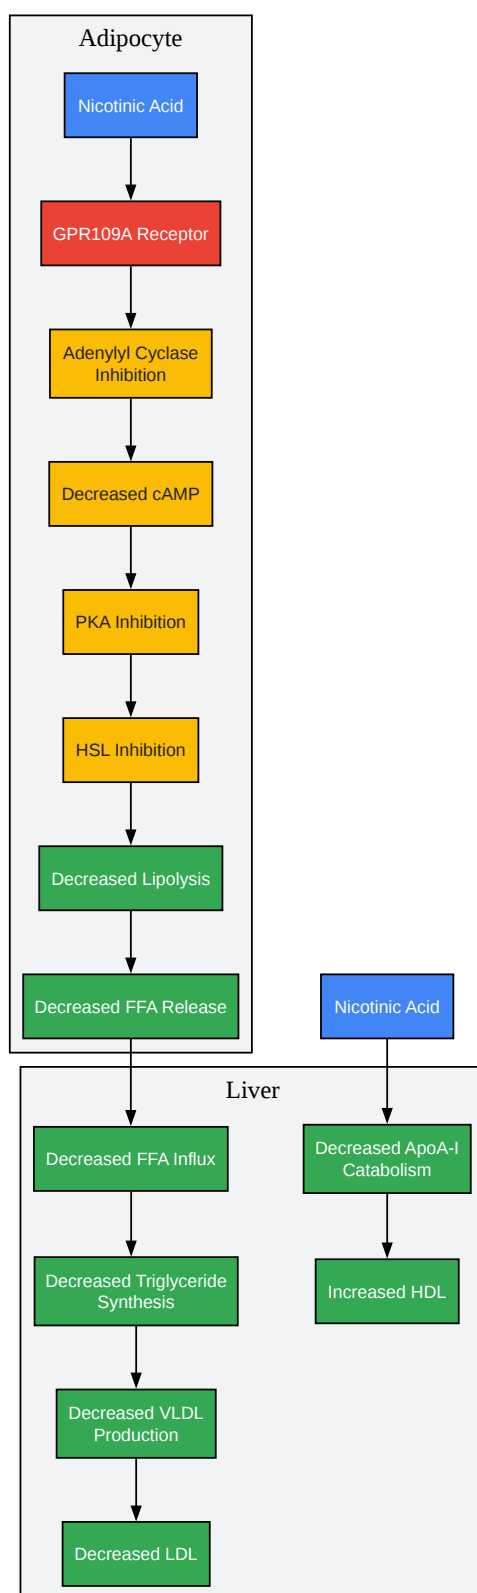 Adipocyte
Nicotinic Acid
GPR109A Receptor
Adenylyl Cyclase
Inhibition
Decreased cAMP
PKA Inhibition
HSL Inhibition
Decreased Lipolysis
Decreased FFA Release
Nicotinic Acid
Liver
Decreased FFA Influx
Decreased ApoA-I
Catabolism
Decreased Triglyceride
Synthesis
Increased HDL
Decreased VLDL
Production
Decreased LDL